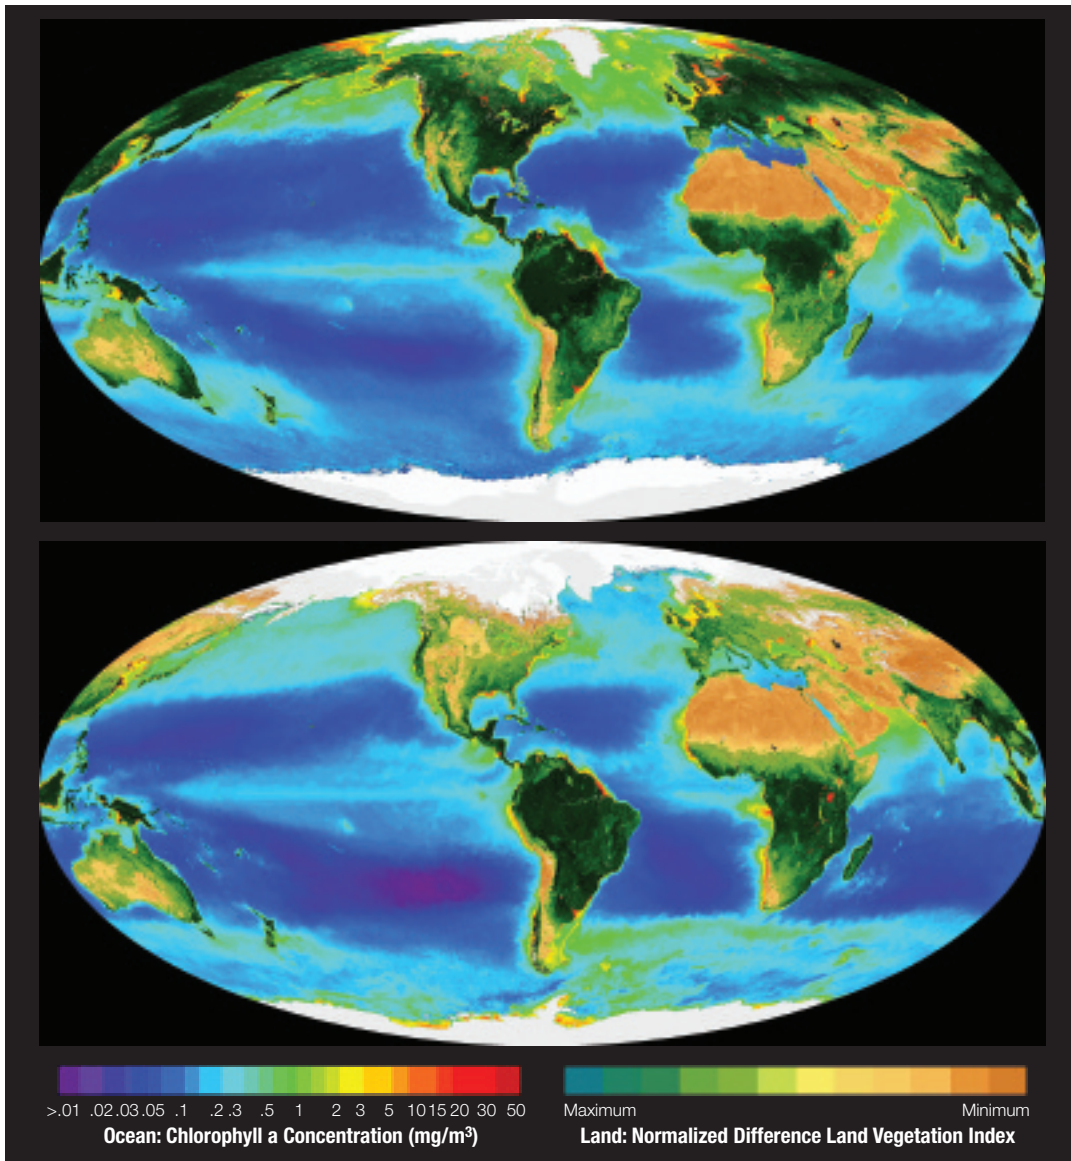 >.01 .02 .03 .05 .1 .2 .3 .5 1 2 3 5 10 15 20 30 50
Ocean: Chlorophyll a Concentration (mg/m³)
Maximum Minimum
Land: Normalized Difference Land Vegetation Index